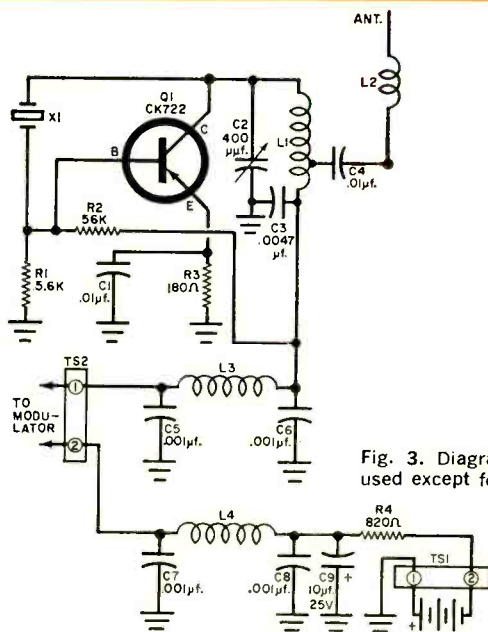 ANT.
L2
Q1
CK722
X1
C
B
E
C2
400
µµf.
L1
C4
.01µf.
C3
.0047
µf.
R2
56K
R1
5.6K
C1
.01µf.
R3
180Ω
TS2
1
2
TO
MODU-
LATOR
L3
C5
.001µf.
C6
.001µf.
Fig. 3. Diagra
used except fo
L4
C7
.001µf.
C8
.001µf.
C9
10µf.
25V
+
R4
820Ω
TS1
1
2
+